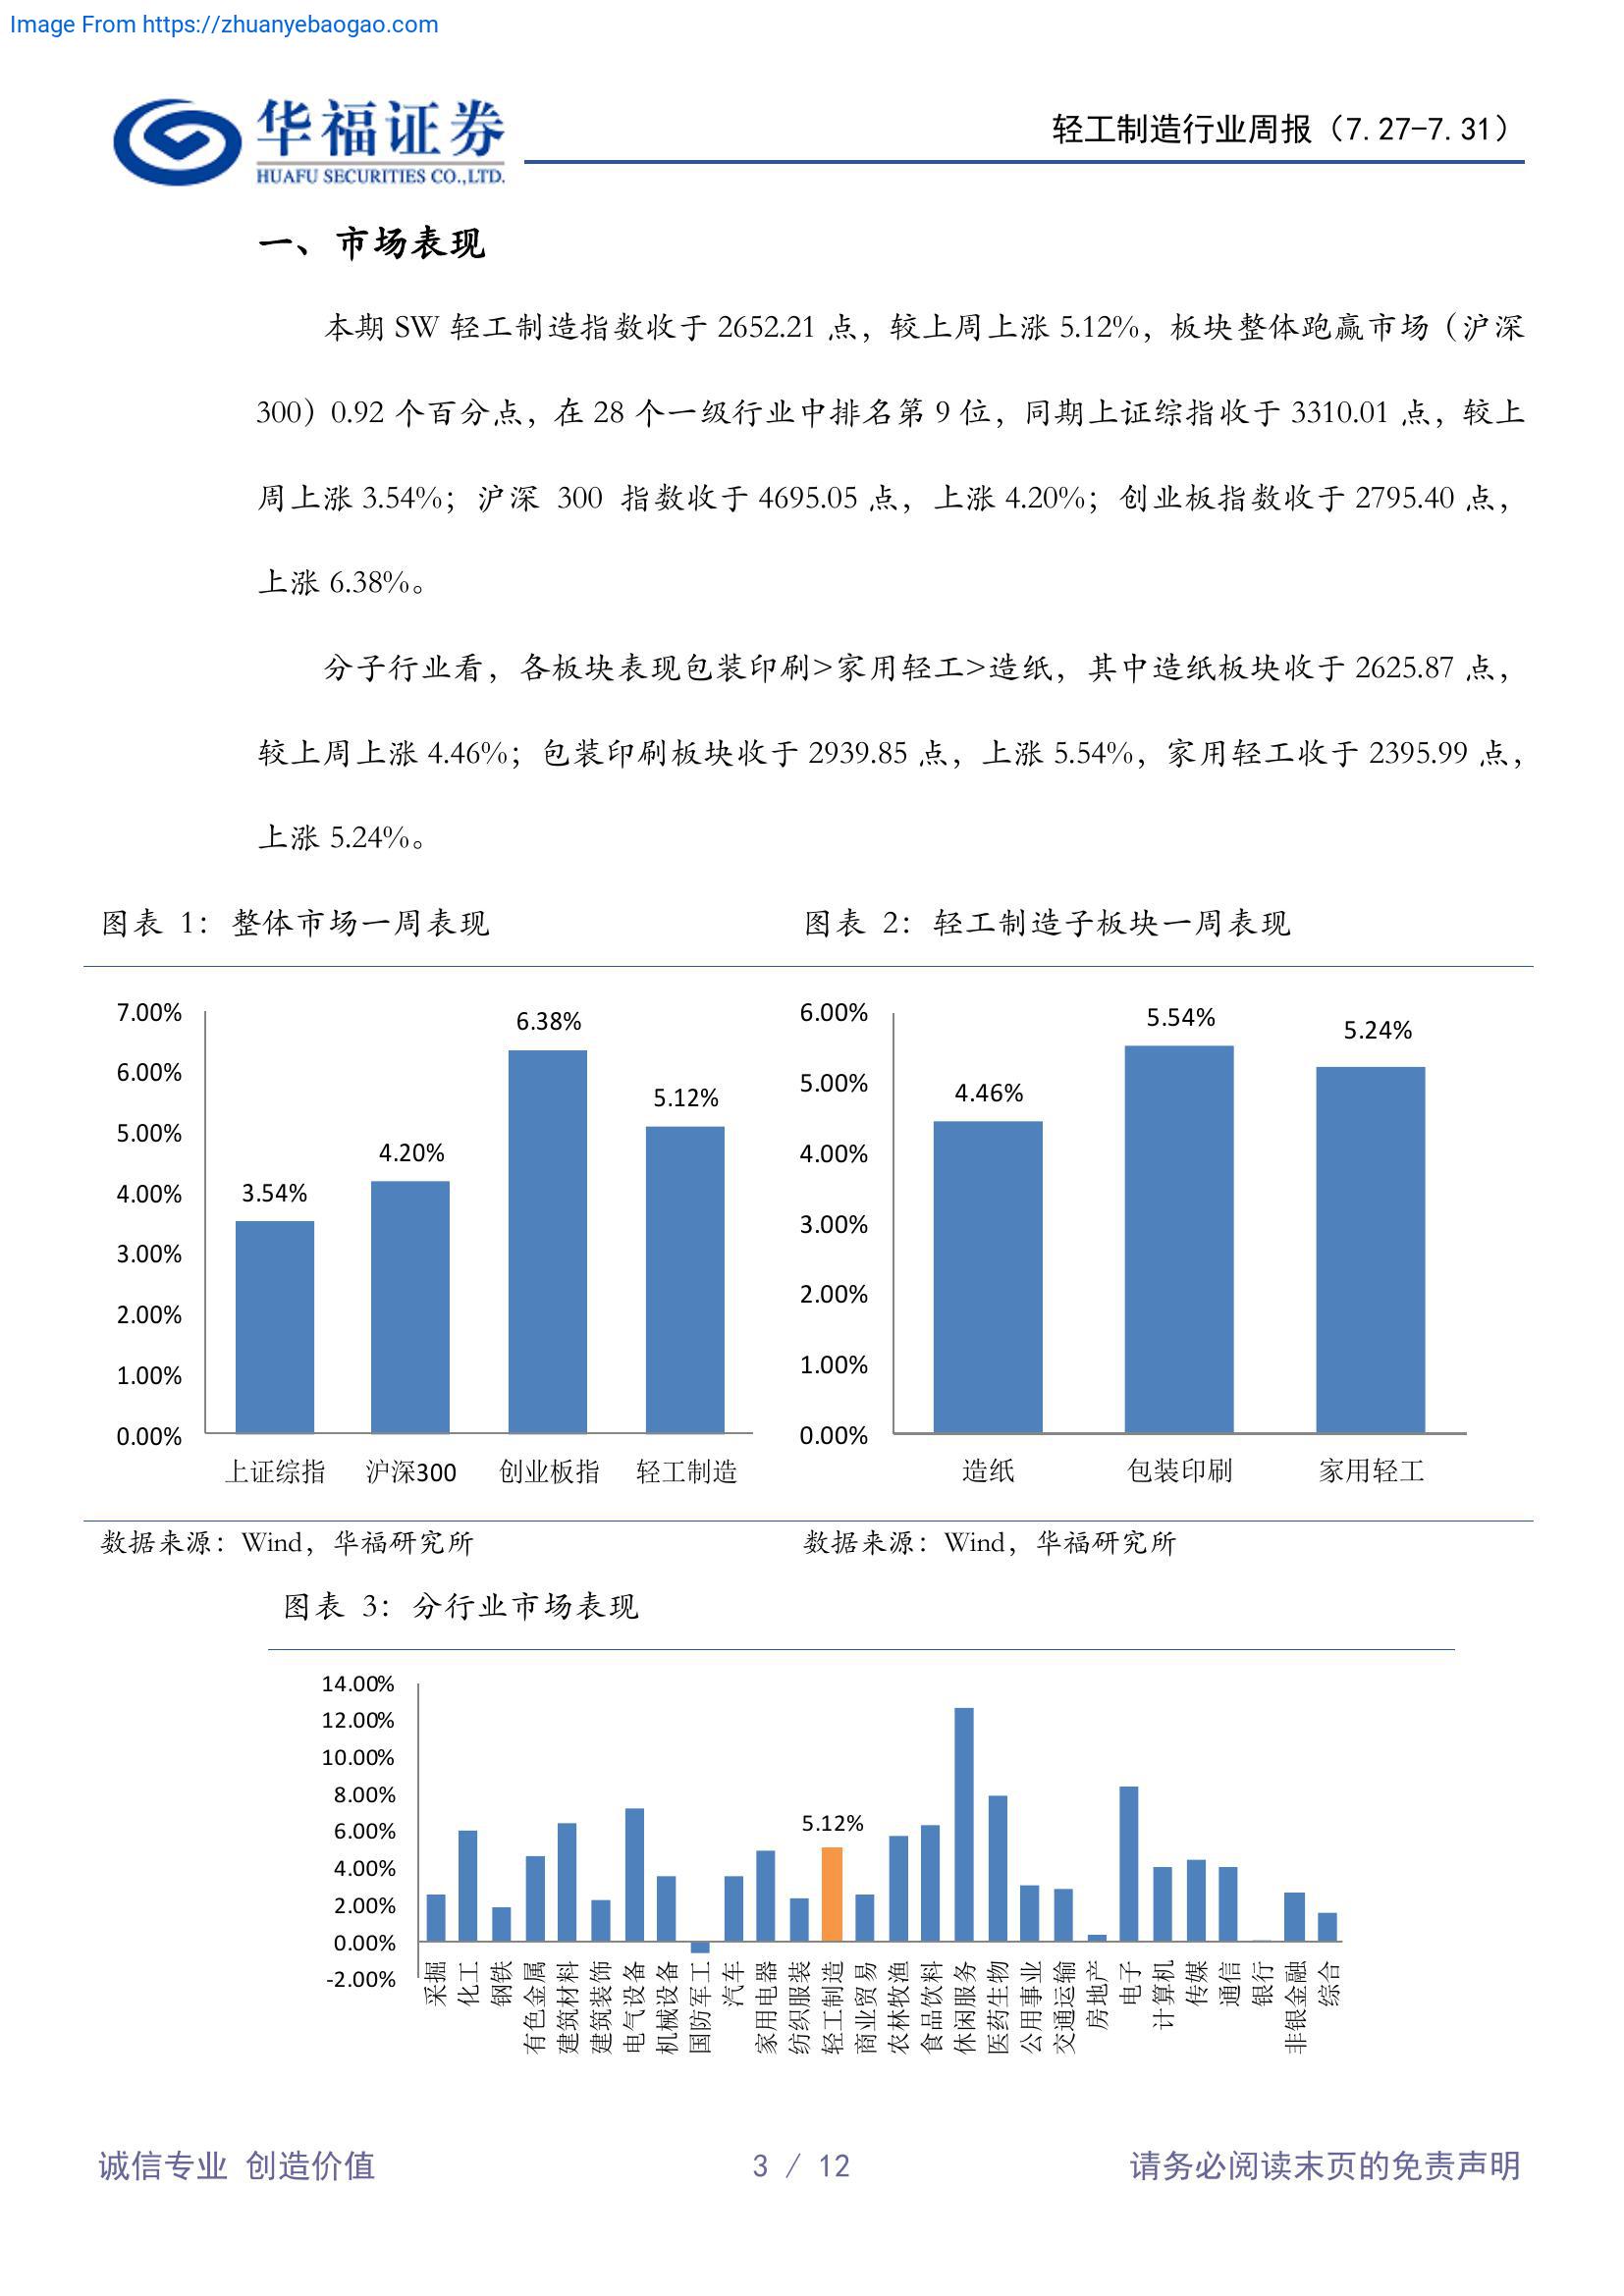 Image From https://zhuanyebaogao.com
华福证券
HUAFU SECURITIES CO.,LTD.
轻工制造行业周报（7.27-7.31）
一、市场表现
本期 SW 轻工制造指数收于 2652.21 点，较上周上涨 5.12%，板块整体跑赢市场（沪深
300）0.92 个百分点，在 28 个一级行业中排名第 9 位，同期上证综指收于 3310.01 点，较上
周上涨 3.54%；沪深 300 指数收于 4695.05 点，上涨 4.20%；创业板指数收于 2795.40 点，
上涨 6.38%。
分子行业看，各板块表现包装印刷>家用轻工>造纸，其中造纸板块收于 2625.87 点，
较上周上涨 4.46%；包装印刷板块收于 2939.85 点，上涨 5.54%，家用轻工收于 2395.99 点，
上涨 5.24%。
图表 1：整体市场一周表现
7.00%
6.00%
5.00%
4.00%
3.00%
2.00%
1.00%
0.00%
3.54%
4.20%
6.38%
5.12%
上证综指 沪深300 创业板指 轻工制造
数据来源：Wind，华福研究所
图表 2：轻工制造子板块一周表现
6.00%
5.00%
4.00%
3.00%
2.00%
1.00%
0.00%
4.46%
5.54%
5.24%
造纸 包装印刷 家用轻工
数据来源：Wind，华福研究所
图表 3：分行业市场表现
14.00%
12.00%
10.00%
8.00%
6.00%
4.00%
2.00%
0.00%
-2.00%
5.12%
采掘
化工
钢铁
有色金属
建筑材料
建筑装饰
电气设备
机械设备
国防军工
汽车
家用电器
纺织服装
轻工制造
商业贸易
农林牧渔
食品饮料
休闲服务
医药生物
公用事业
交通运输
房地产
电子
计算机
传媒
通信
银行
非银金融
综合
诚信专业 创造价值
3 / 12
请务必阅读末页的免责声明